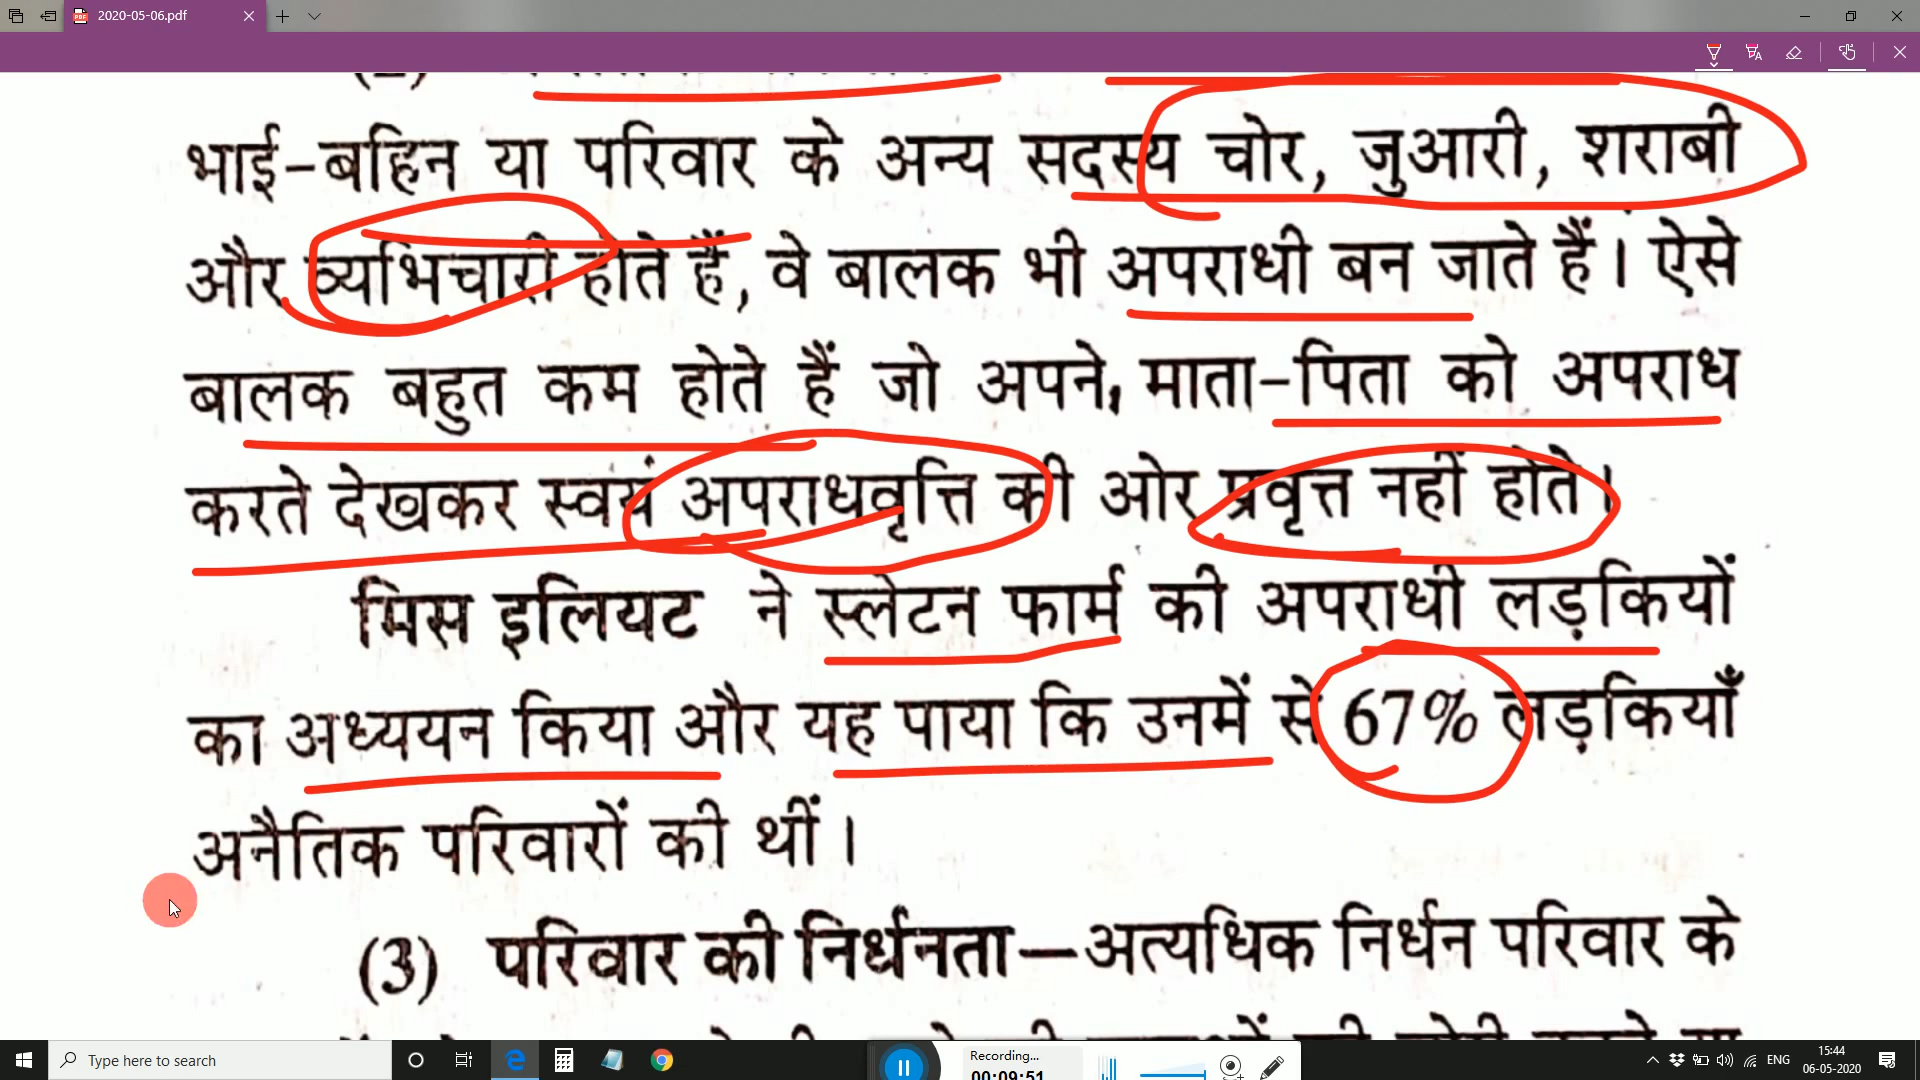 2020-05-06.pdf
भाई-बहिन या परिवार के अन्य सदस्य चोर, जुआरी, शराबी
और व्यभिचारी होते हैं, वे बालक भी अपराधी बन जाते हैं। ऐसे
बालक बहुत कम होते हैं जो अपने, माता-पिता को अपराध
करते देखकर स्वयं अपराधवृत्ति की ओर प्रवृत्त नहीं होते।
मिस इलियट ने स्लेटन फार्म की अपराधी लड़कियों
का अध्ययन किया और यह पाया कि उनमें से 67% लड़कियाँ
अनैतिक परिवारों की थीं।
(3) परिवार की निर्धनता—अत्यधिक निर्धन परिवार के
Type here to search
Recording...
00:09:51
ENG
15:44
06-05-2020